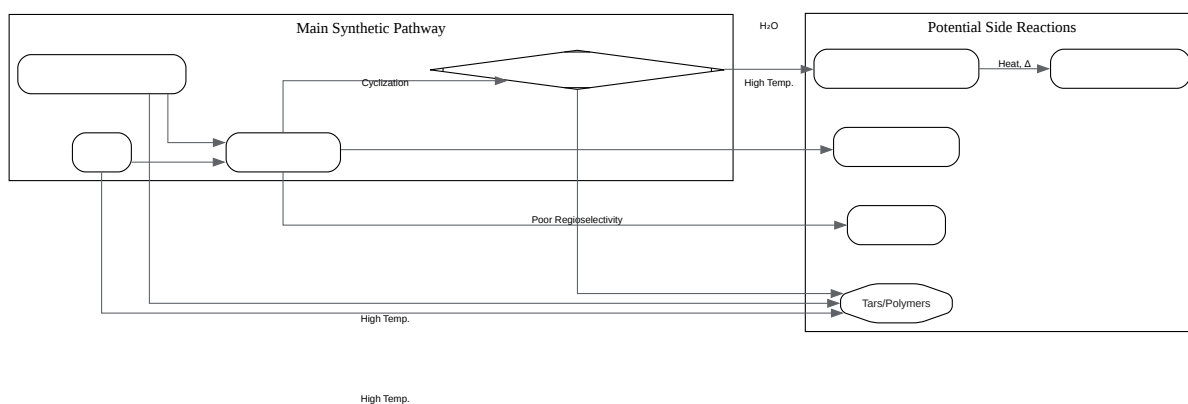 Main Synthetic Pathway
H₂O
Potential Side Reactions
Cyclization
High Temp.
Heat, Δ
Poor Regioselectivity
Tars/Polymers
High Temp.
High Temp.